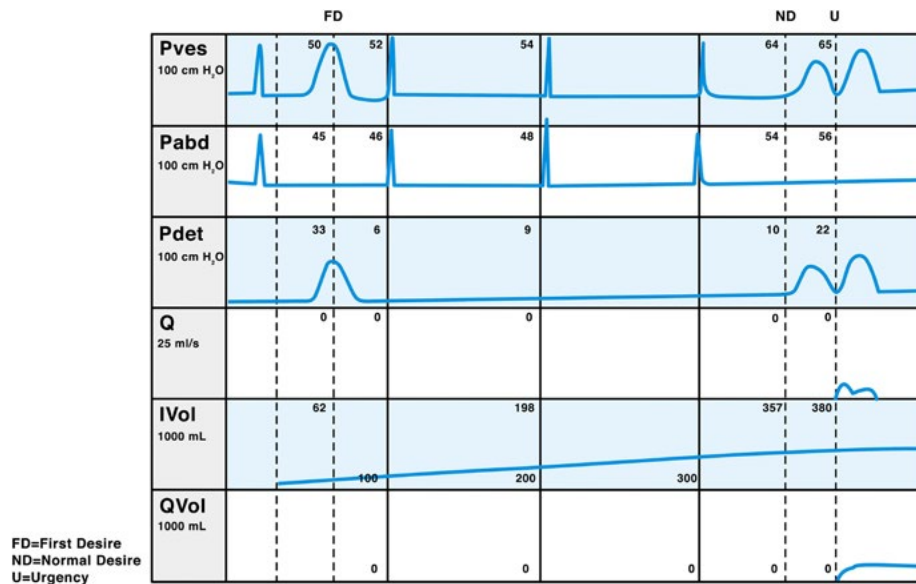 FD ND U
Pves
100 cm H₂O
50 52 54 64 65
Pabd
100 cm H₂O
45 46 48 54 56
Pdet
100 cm H₂O
33 6 9 10 22
Q
25 ml/s
0 0 0 0 0
IVol
1000 mL
62 198 357 380
100 200 300
QVol
1000 mL
0 0 0 0
FD=First Desire
ND=Normal Desire
U=Urgency